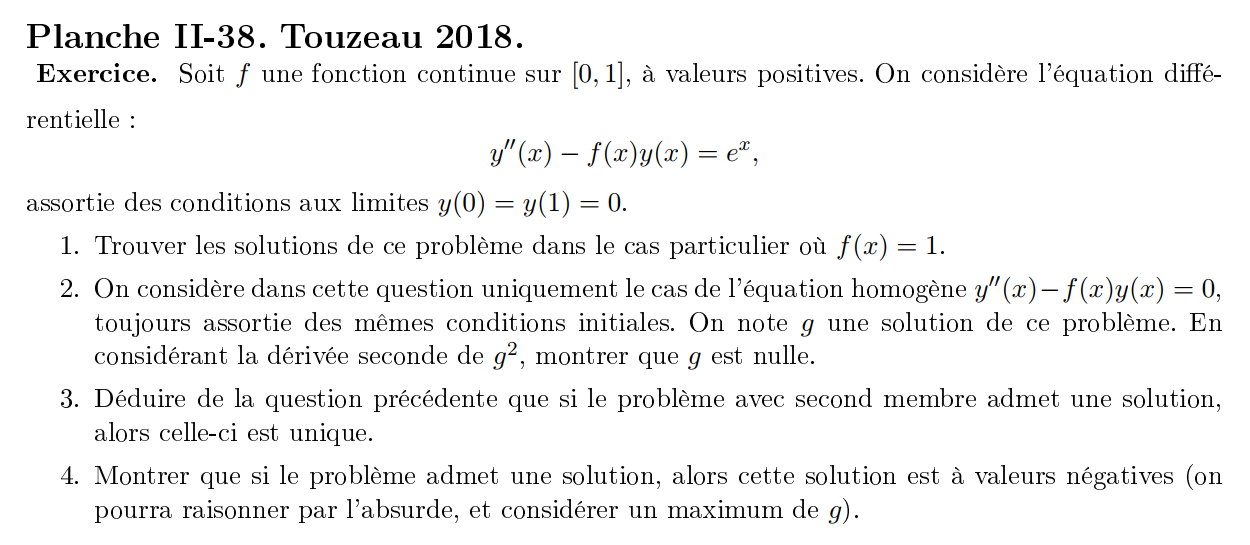 Planche II-38. Touzeau 2018.
Exercice. Soit f une fonction continue sur [0, 1], à valeurs positives. On considère l'équation diffé-
rentielle :
y''(x) − f(x)y(x) = e^x,
assortie des conditions aux limites y(0) = y(1) = 0.
1. Trouver les solutions de ce problème dans le cas particulier où f(x) = 1.
2. On considère dans cette question uniquement le cas de l'équation homogène y''(x)−f(x)y(x) = 0,
toujours assortie des mêmes conditions initiales. On note g une solution de ce problème. En
considérant la dérivée seconde de g², montrer que g est nulle.
3. Déduire de la question précédente que si le problème avec second membre admet une solution,
alors celle-ci est unique.
4. Montrer que si le problème admet une solution, alors cette solution est à valeurs négatives (on
pourra raisonner par l'absurde, et considérer un maximum de g).